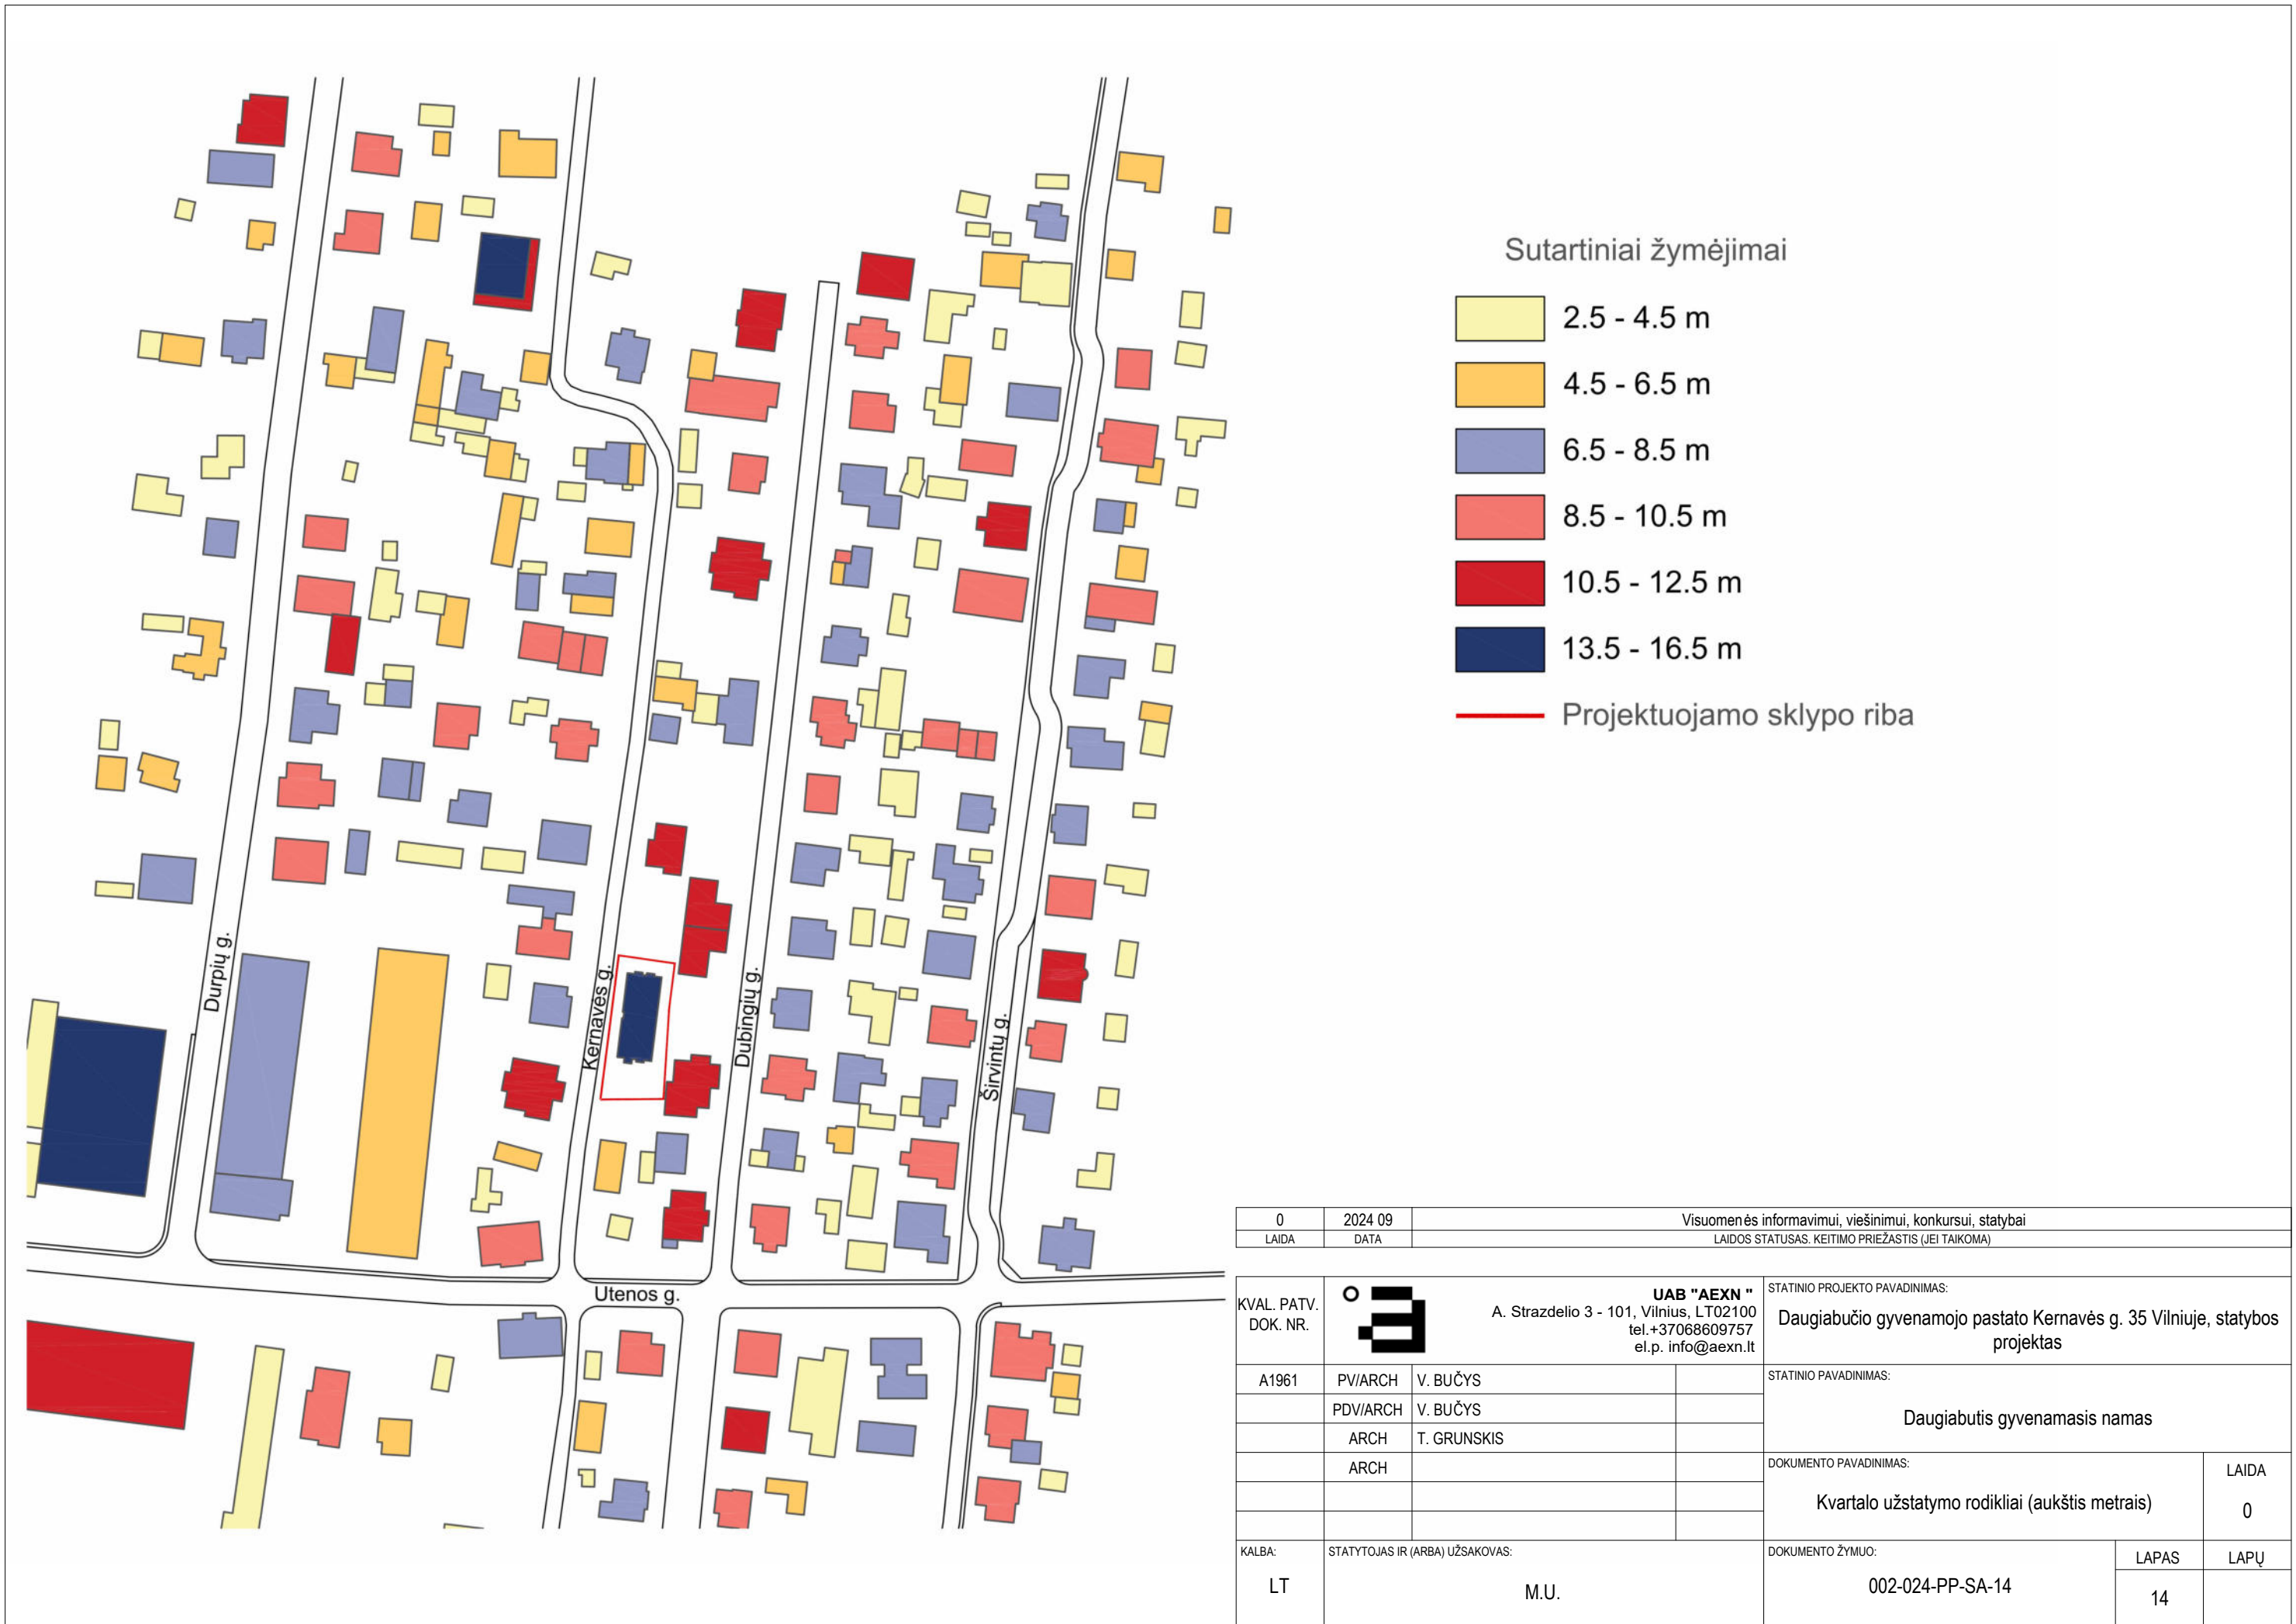 Sutartiniai žymėjimai
2.5 - 4.5 m
4.5 - 6.5 m
6.5 - 8.5 m
8.5 - 10.5 m
10.5 - 12.5 m
13.5 - 16.5 m
Projektuojamo sklypo riba
Durpių g.
Kernavės g.
Dubingių g.
Širvintų g.
Utenos g.
0
2024 09
Visuomenės informavimui, viešinimui, konkursui, statybai
LAIDA
DATA
LAIDOS STATUSAS. KEITIMO PRIEŽASTIS (JEI TAIKOMA)
KVAL. PATV.
DOK. NR.
UAB "AEXN "
A. Strazdelio 3 - 101, Vilnius, LT02100
tel.+37068609757
el.p. info@aexn.lt
STATINIO PROJEKTO PAVADINIMAS:
Daugiabučio gyvenamojo pastato Kernavės g. 35 Vilniuje, statybos
projektas
A1961
PV/ARCH
V. BUČYS
PDV/ARCH
V. BUČYS
ARCH
T. GRUNSKIS
ARCH
STATINIO PAVADINIMAS:
Daugiabutis gyvenamasis namas
DOKUMENTO PAVADINIMAS:
Kvartalo užstatymo rodikliai (aukštis metrais)
LAIDA
0
KALBA:
LT
STATYTOJAS IR (ARBA) UŽSAKOVAS:
M.U.
DOKUMENTO ŽYMUO:
002-024-PP-SA-14
LAPAS
14
LAPŲ